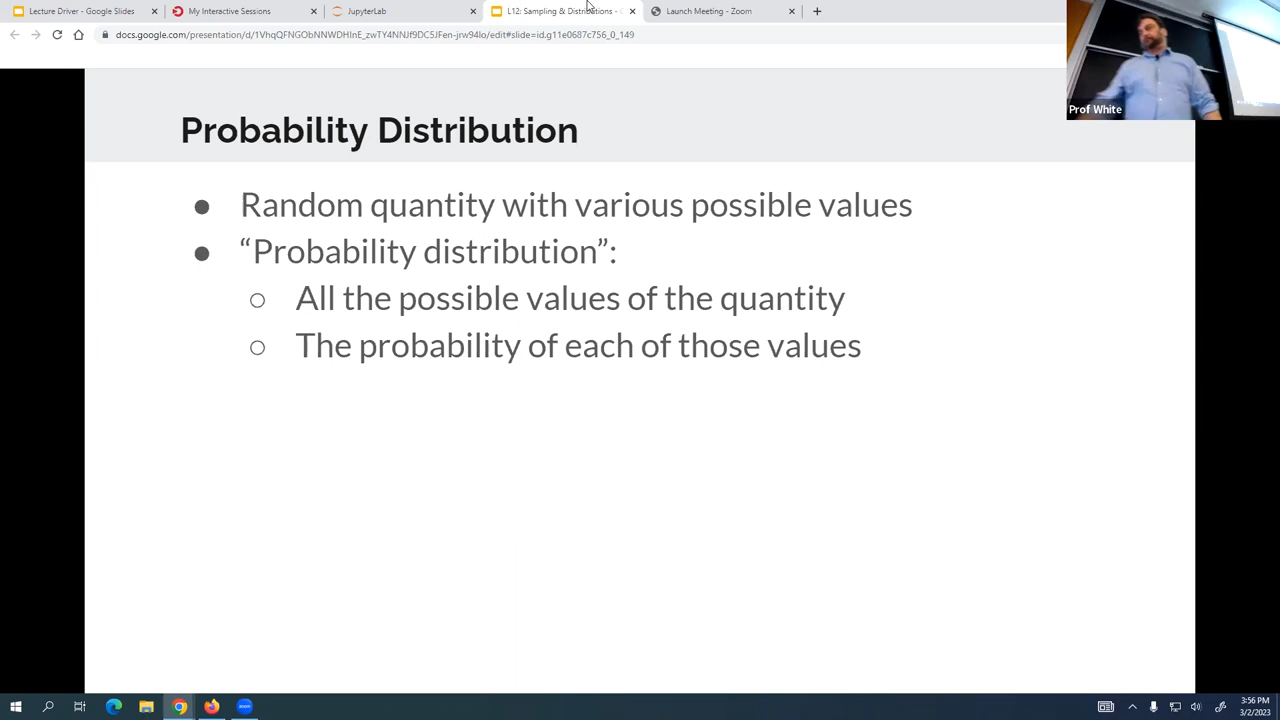 Lecture Driver - Google Slides
My Interactive Sessions
JupyterLab
L12: Sampling & Distributions - G
Launch Meeting - Zoom
docs.google.com/presentation/d/1VhqQFNGObNNWDHInE_zwTY4NNJf9DC5JFen-jrw94lo/edit#slide=id.g11e0687c756_0_149
Prof White
Probability Distribution
● Random quantity with various possible values
● “Probability distribution”:
○ All the possible values of the quantity
○ The probability of each of those values
zoom
3:56 PM
3/2/2023